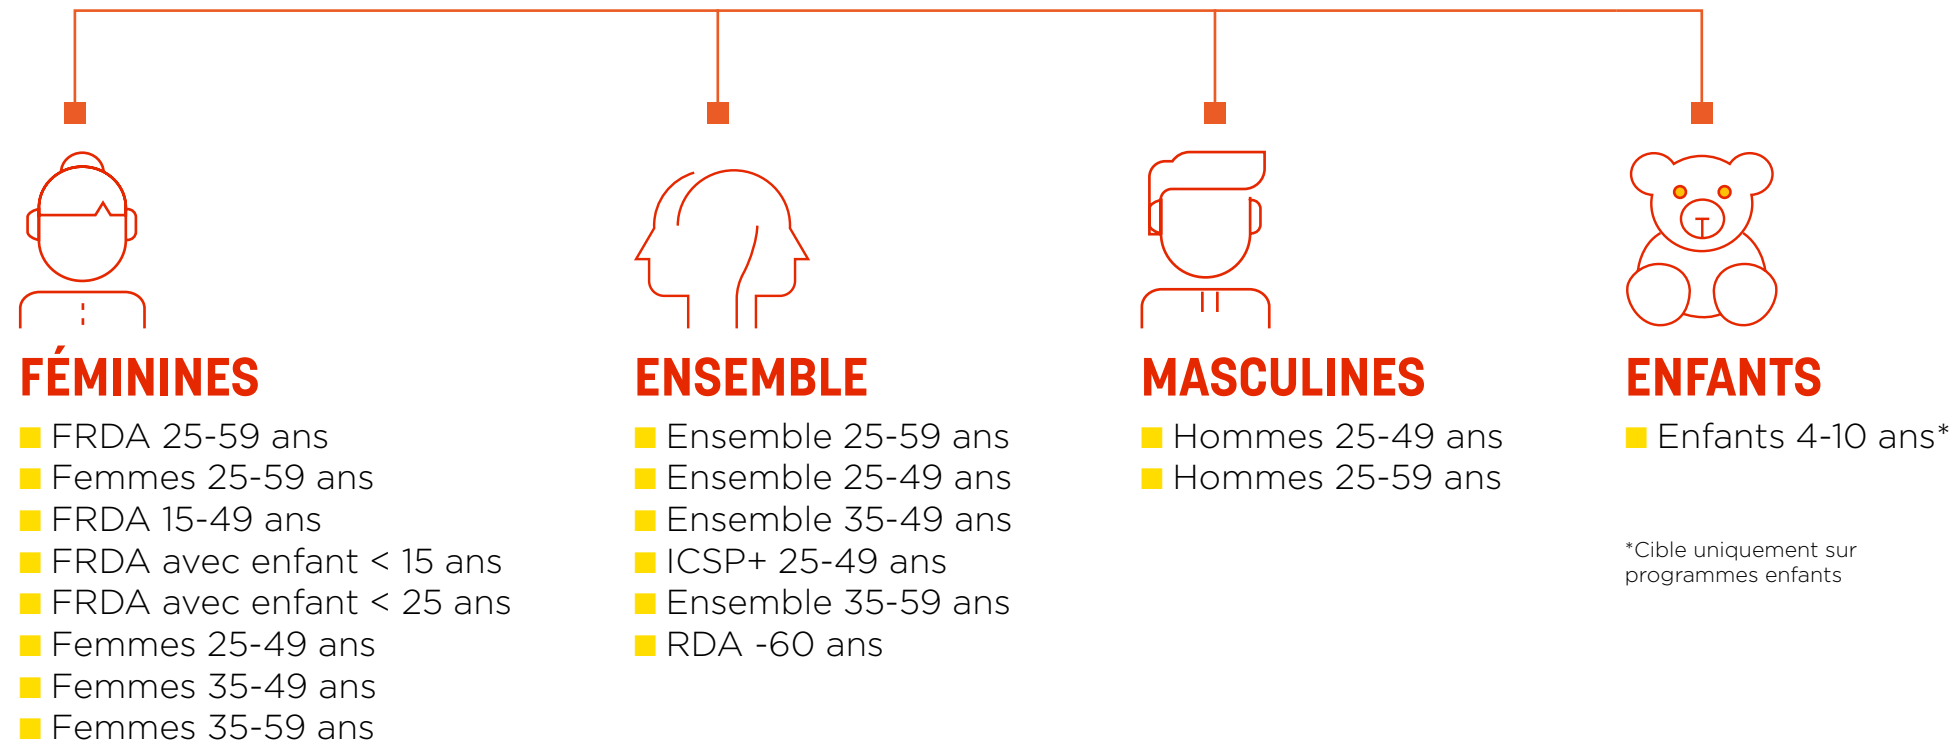 FÉMININES
FRDA 25-59 ans
Femmes 25-59 ans
FRDA 15-49 ans
FRDA avec enfant < 15 ans
FRDA avec enfant < 25 ans
Femmes 25-49 ans
Femmes 35-49 ans
Femmes 35-59 ans
ENSEMBLE
Ensemble 25-59 ans
Ensemble 25-49 ans
Ensemble 35-49 ans
ICSP+ 25-49 ans
Ensemble 35-59 ans
RDA -60 ans
MASCULINES
Hommes 25-49 ans
Hommes 25-59 ans
ENFANTS
Enfants 4-10 ans*
*Cible uniquement sur
programmes enfants